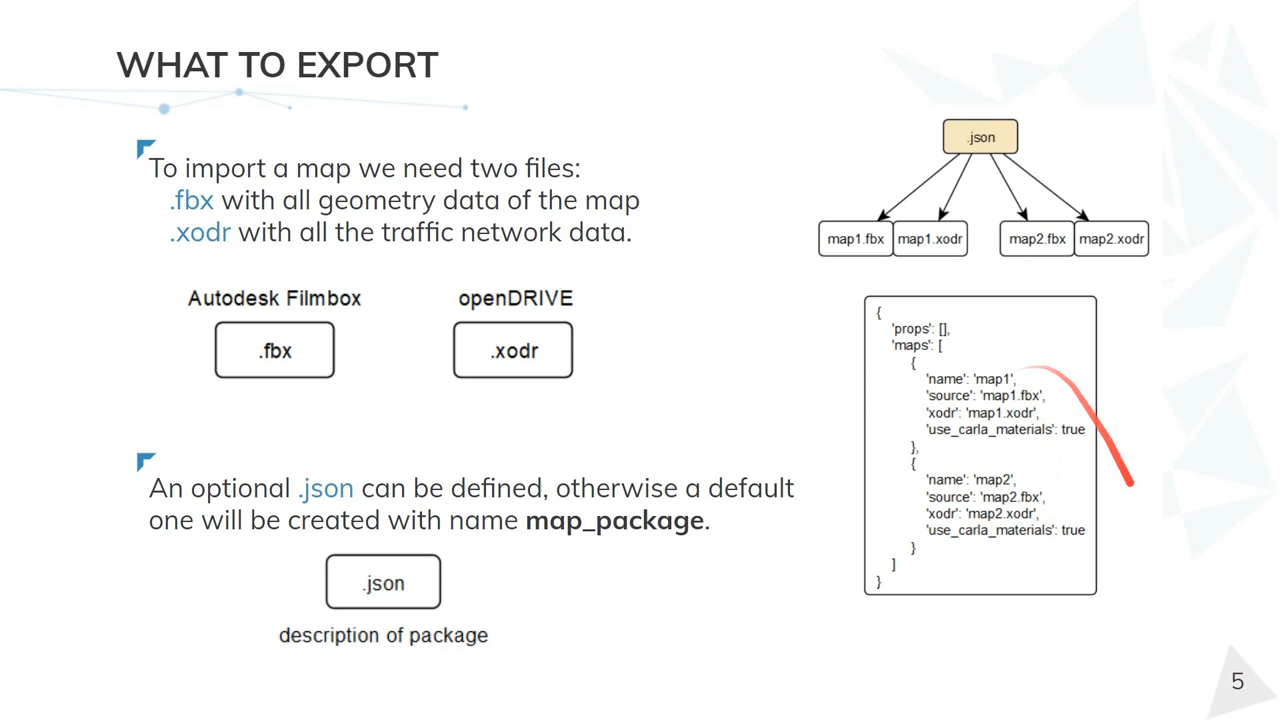 WHAT TO EXPORT
To import a map we need two files:
.fbx with all geometry data of the map
.xodr with all the traffic network data.
Autodesk Filmbox
.fbx
openDRIVE
.xodr
An optional .json can be defined, otherwise a default
one will be created with name map_package.
.json
description of package
.json
map1.fbx
map1.xodr
map2.fbx
map2.xodr
{
'props': [],
'maps': [
{
'name': 'map1',
'source': 'map1.fbx',
'xodr': 'map1.xodr',
'use_carla_materials': true
},
{
'name': 'map2',
'source': 'map2.fbx',
'xodr': 'map2.xodr',
'use_carla_materials': true
}
]
}
5